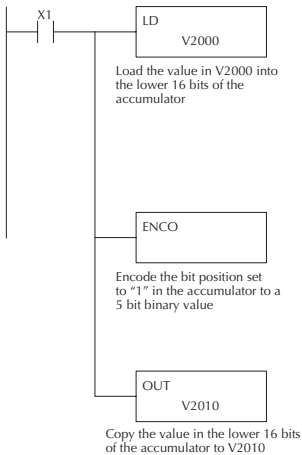 X1
LD
V2000
Load the value in V2000 into
the lower 16 bits of the
accumulator
ENCO
Encode the bit position set
to “1” in the accumulator to a
5 bit binary value
OUT
V2010
Copy the value in the lower 16 bits
of the accumulator to V2010